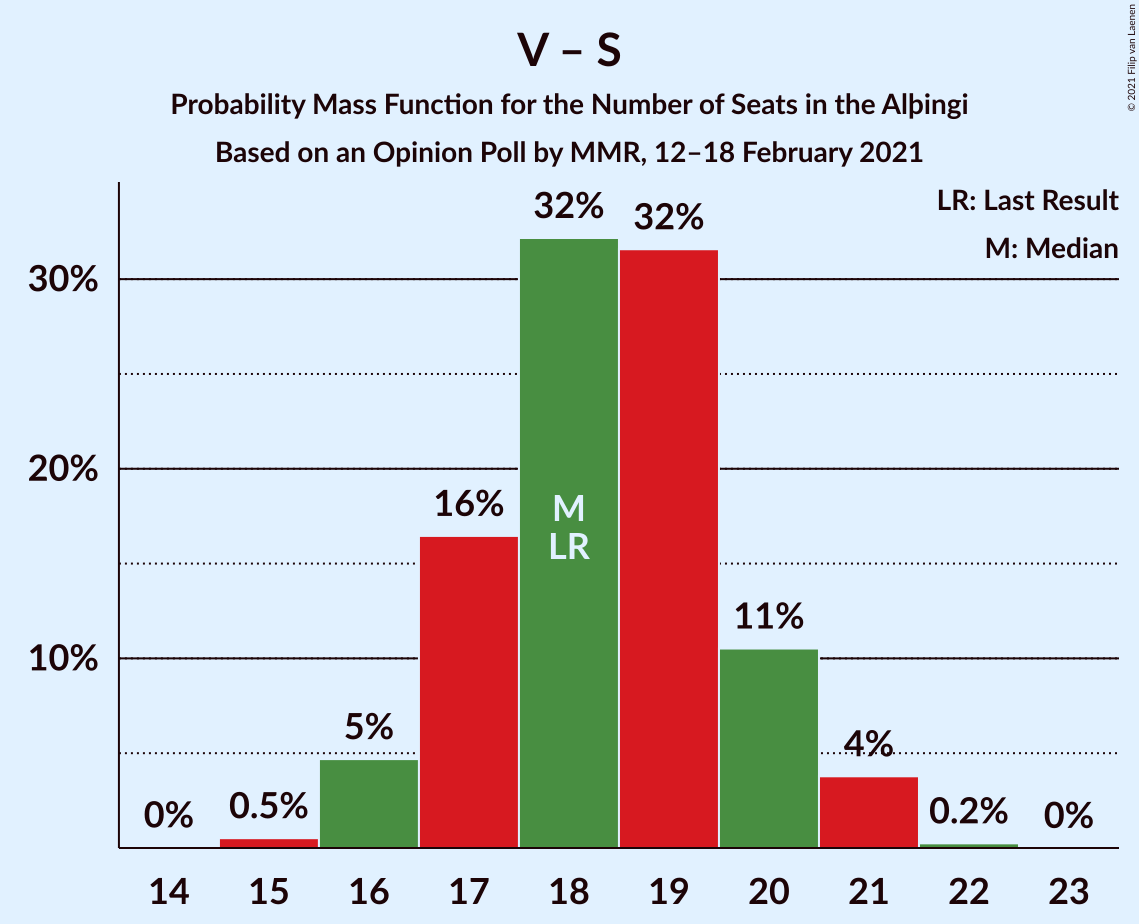 V – S
Probability Mass Function for the Number of Seats in the Alþingi
Based on an Opinion Poll by MMR, 12–18 February 2021
© 2021 Filip van Laenen
LR: Last Result
M: Median
30%
20%
10%
0%
0.5%
5%
16%
32%
32%
11%
4%
0.2%
0%
M
LR
14 15 16 17 18 19 20 21 22 23